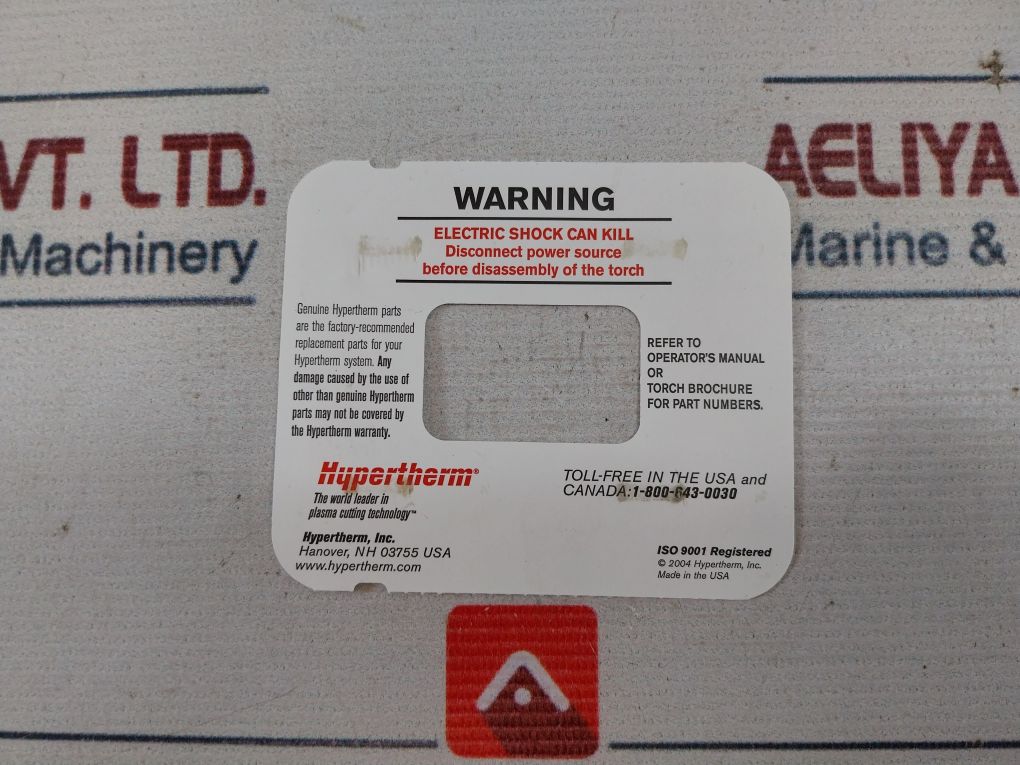 VT. LTD.
Machinery
AELIYA
Marine &
WARNING
ELECTRIC SHOCK CAN KILL
Disconnect power source
before disassembly of the torch
Genuine Hypertherm parts
are the factory-recommended
replacement parts for your
Hypertherm system. Any
damage caused by the use of
other than genuine Hypertherm
parts may not be covered by
the Hypertherm warranty.
REFER TO
OPERATOR'S MANUAL
OR
TORCH BROCHURE
FOR PART NUMBERS.
Hypertherm®
The world leader in
plasma cutting technology™
TOLL-FREE IN THE USA and
CANADA:1-800-643-0030
Hypertherm, Inc.
Hanover, NH 03755 USA
www.hypertherm.com
ISO 9001 Registered
© 2004 Hypertherm, Inc.
Made in the USA